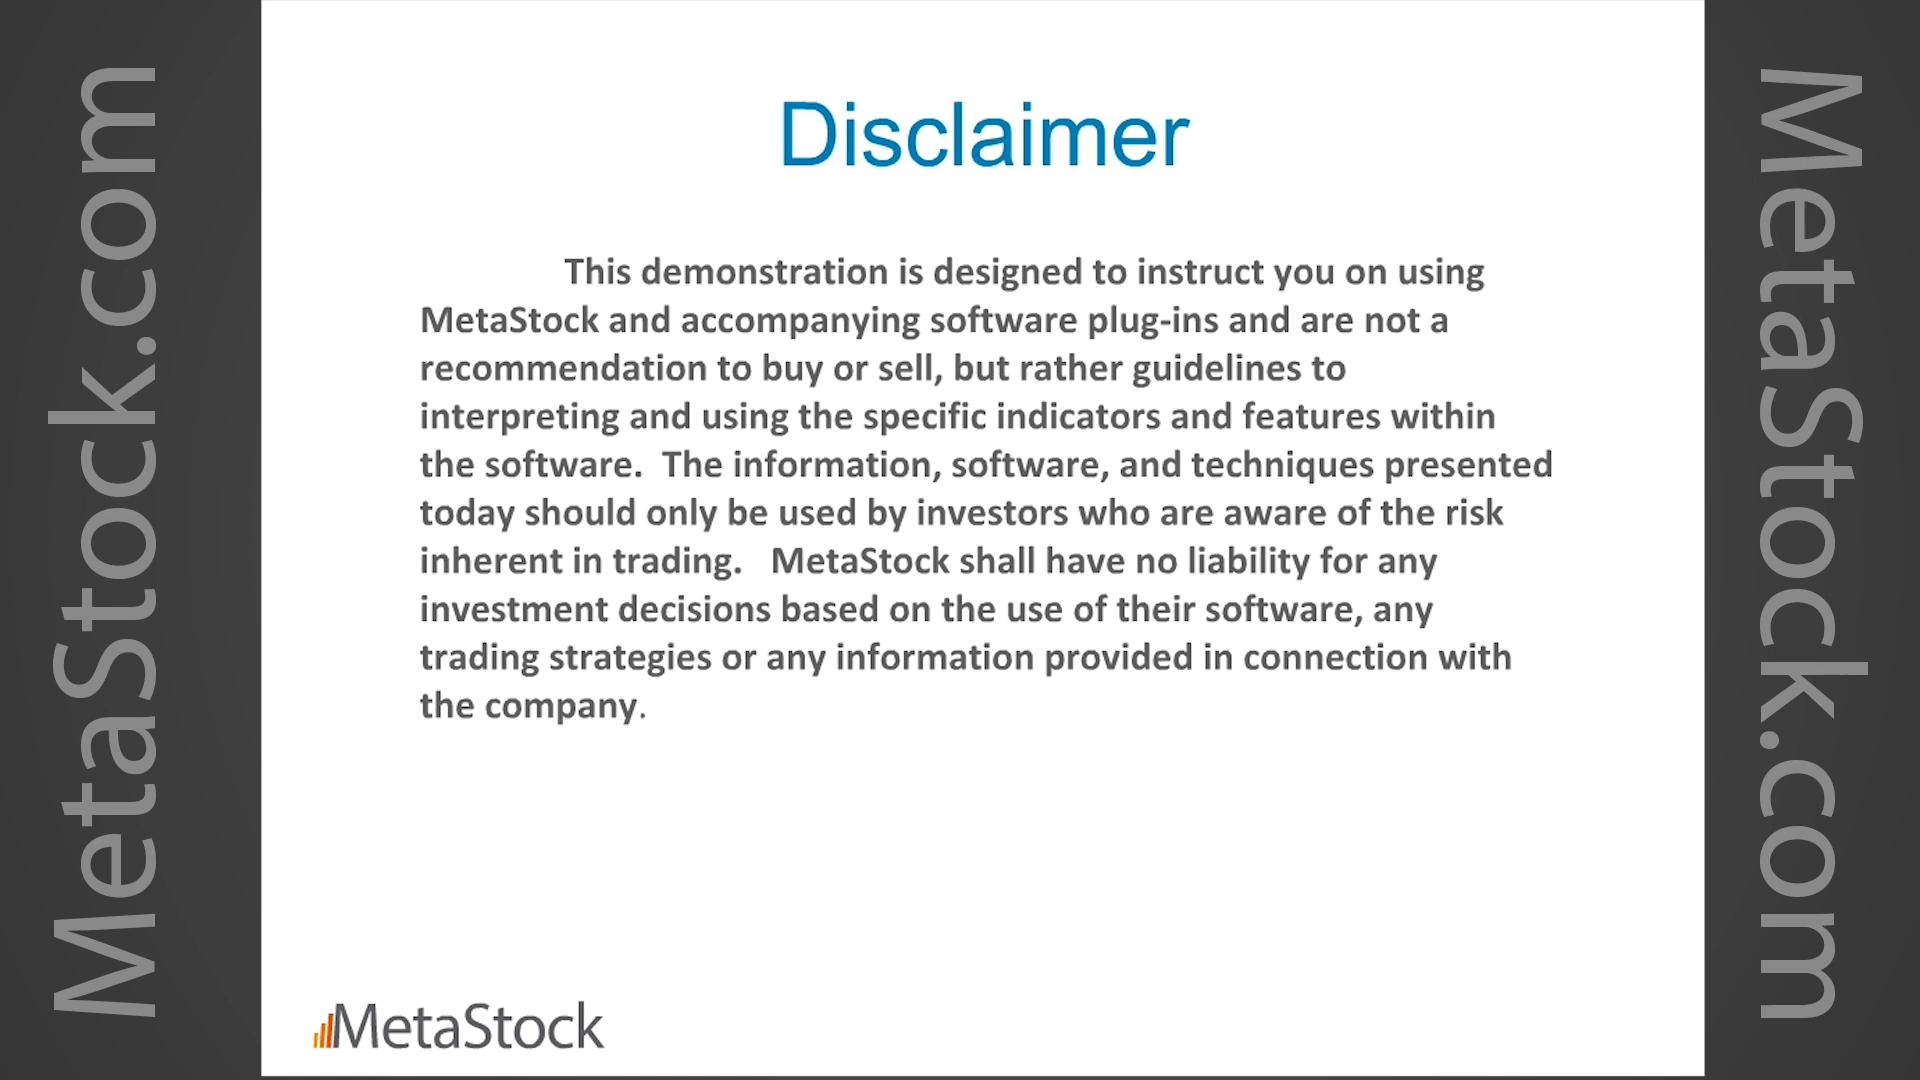 MetaStock.com
Disclaimer
This demonstration is designed to instruct you on using
MetaStock and accompanying software plug-ins and are not a
recommendation to buy or sell, but rather guidelines to
interpreting and using the specific indicators and features within
the software.  The information, software, and techniques presented
today should only be used by investors who are aware of the risk
inherent in trading.   MetaStock shall have no liability for any
investment decisions based on the use of their software, any
trading strategies or any information provided in connection with
the company.
MetaStock
MetaStock.com